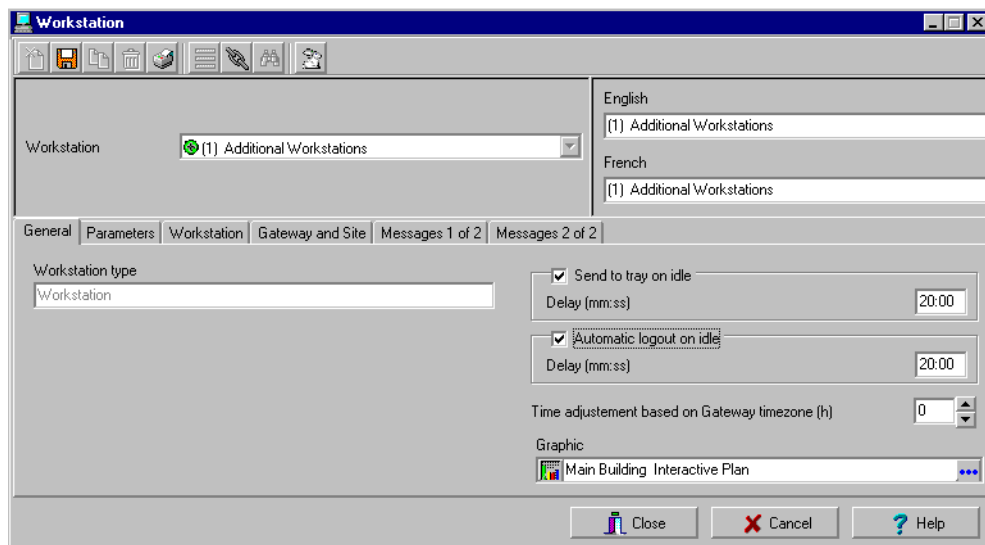 Workstation
English
(1) Additional Workstations
Workstation
(1) Additional Workstations
French
(1) Additional Workstations
General
Parameters
Workstation
Gateway and Site
Messages 1 of 2
Messages 2 of 2
Workstation type
Workstation
Send to tray on idle
Delay (mm:ss)
20:00
Automatic logout on idle
Delay (mm:ss)
20:00
Time adjustement based on Gateway timezone (h)
0
Graphic
Main Building Interactive Plan
Close
Cancel
Help